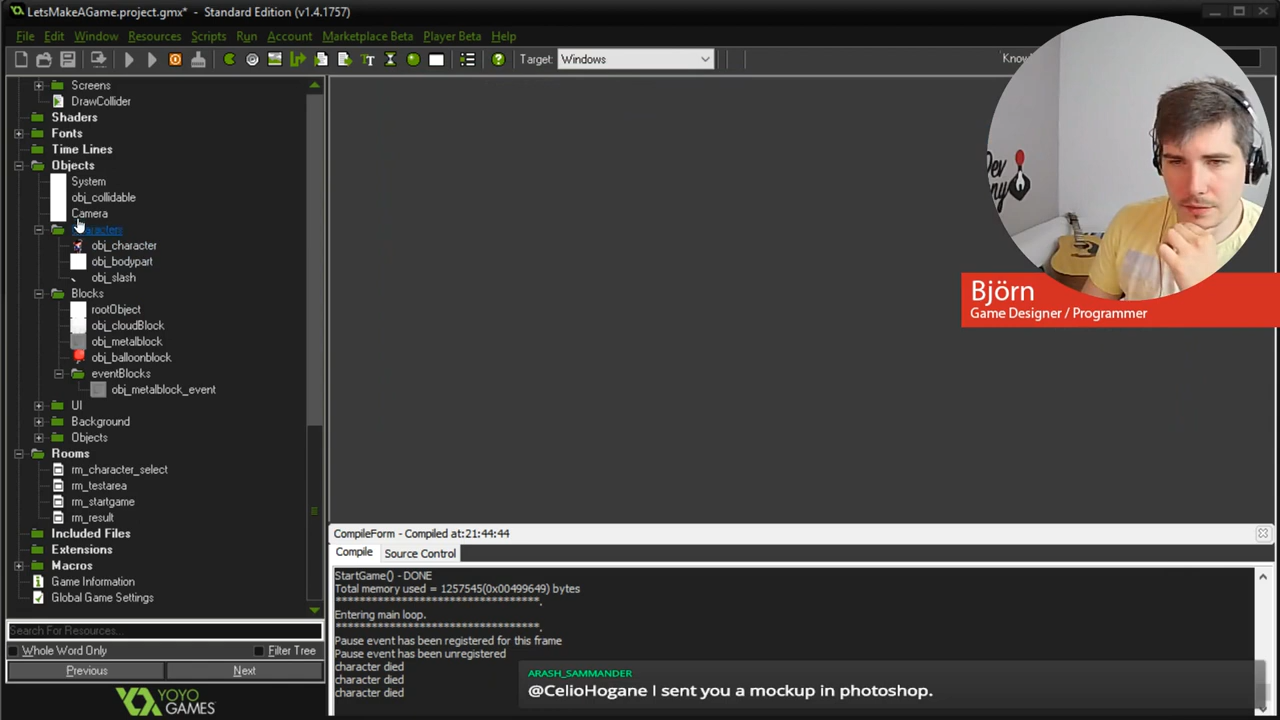 LetsMakeAGame.project.gmx* - Standard Edition (v1.4.1757)
File Edit Window Resources Scripts Run Account Marketplace Beta Player Beta Help
Target: Windows
Screens
DrawCollider
Shaders
Fonts
Time Lines
Objects
System
obj_collidable
Camera
obj_character
obj_bodypart
obj_slash
Blocks
rootObject
obj_cloudBlock
obj_metalblock
obj_balloonblock
eventBlocks
obj_metalblock_event
UI
Background
Objects
Rooms
rm_character_select
rm_testarea
rm_startgame
rm_result
Included Files
Extensions
Macros
Game Information
Global Game Settings
Search For Resources...
Whole Word Only Filter Tree
Previous Next
YOYO
GAMES
CompileForm - Compiled at:21:44:44
Compile Source Control
StartGame() - DONE
Total memory used = 1257545(0x00499649) bytes
Entering main loop.
Pause event has been registered for this frame
Pause event has been unregistered
character died
character died
character died
Björn
Game Designer / Programmer
ARASH_SAMMANDER
@CelioHogane I sent you a mockup in photoshop.